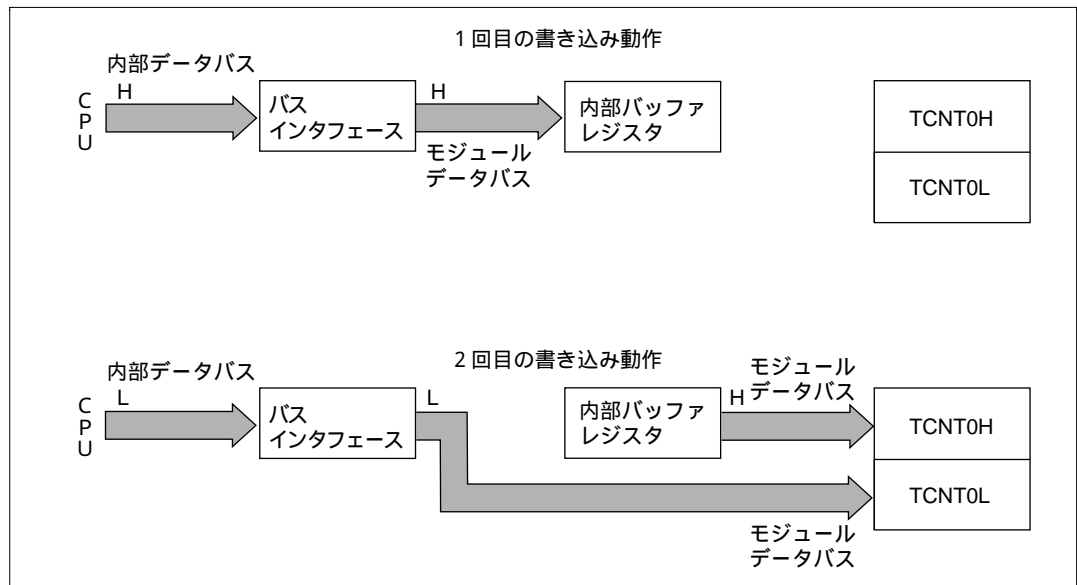 1 回目の書き込み動作
内部データバス
CPU
H
バス
インタフェース
H
モジュール
データバス
内部バッファ
レジスタ
TCNT0H
TCNT0L
2 回目の書き込み動作
内部データバス
CPU
L
バス
インタフェース
L
内部バッファ
レジスタ
H
モジュール
データバス
TCNT0H
TCNT0L
モジュール
データバス